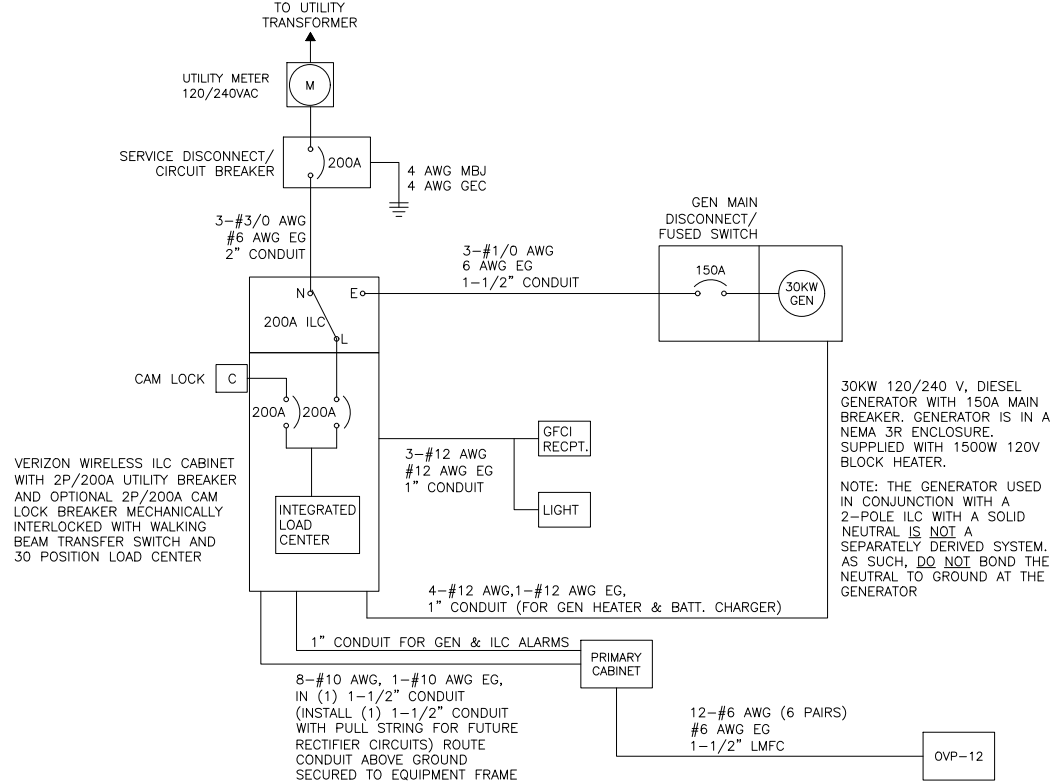 TO UTILITY
TRANSFORMER
UTILITY METER
120/240VAC
M
SERVICE DISCONNECT/
CIRCUIT BREAKER
200A
4 AWG MBJ
4 AWG GEC
3-#3/0 AWG
#6 AWG EG
2" CONDUIT
GEN MAIN
DISCONNECT/
FUSED SWITCH
3-#1/0 AWG
6 AWG EG
1-1/2" CONDUIT
150A
30KW
GEN
N
E
200A ILC
L
CAM LOCK
C
200A
200A
30KW 120/240 V, DIESEL
GENERATOR WITH 150A MAIN
BREAKER. GENERATOR IS IN A
NEMA 3R ENCLOSURE.
SUPPLIED WITH 1500W 120V
BLOCK HEATER.
NOTE: THE GENERATOR USED
IN CONJUNCTION WITH A
2-POLE ILC WITH A SOLID
NEUTRAL IS NOT A
SEPARATELY DERIVED SYSTEM.
AS SUCH, DO NOT BOND THE
NEUTRAL TO GROUND AT THE
GENERATOR
GFCI
RECPT.
3-#12 AWG
#12 AWG EG
1" CONDUIT
LIGHT
VERIZON WIRELESS ILC CABINET
WITH 2P/200A UTILITY BREAKER
AND OPTIONAL 2P/200A CAM
LOCK BREAKER MECHANICALLY
INTERLOCKED WITH WALKING
BEAM TRANSFER SWITCH AND
30 POSITION LOAD CENTER
INTEGRATED
LOAD
CENTER
4-#12 AWG,1-#12 AWG EG,
1" CONDUIT (FOR GEN HEATER & BATT. CHARGER)
1" CONDUIT FOR GEN & ILC ALARMS
PRIMARY
CABINET
8-#10 AWG, 1-#10 AWG EG,
IN (1) 1-1/2" CONDUIT
(INSTALL (1) 1-1/2" CONDUIT
WITH PULL STRING FOR FUTURE
RECTIFIER CIRCUITS) ROUTE
CONDUIT ABOVE GROUND
SECURED TO EQUIPMENT FRAME
12-#6 AWG (6 PAIRS)
#6 AWG EG
1-1/2" LMFC
OVP-12